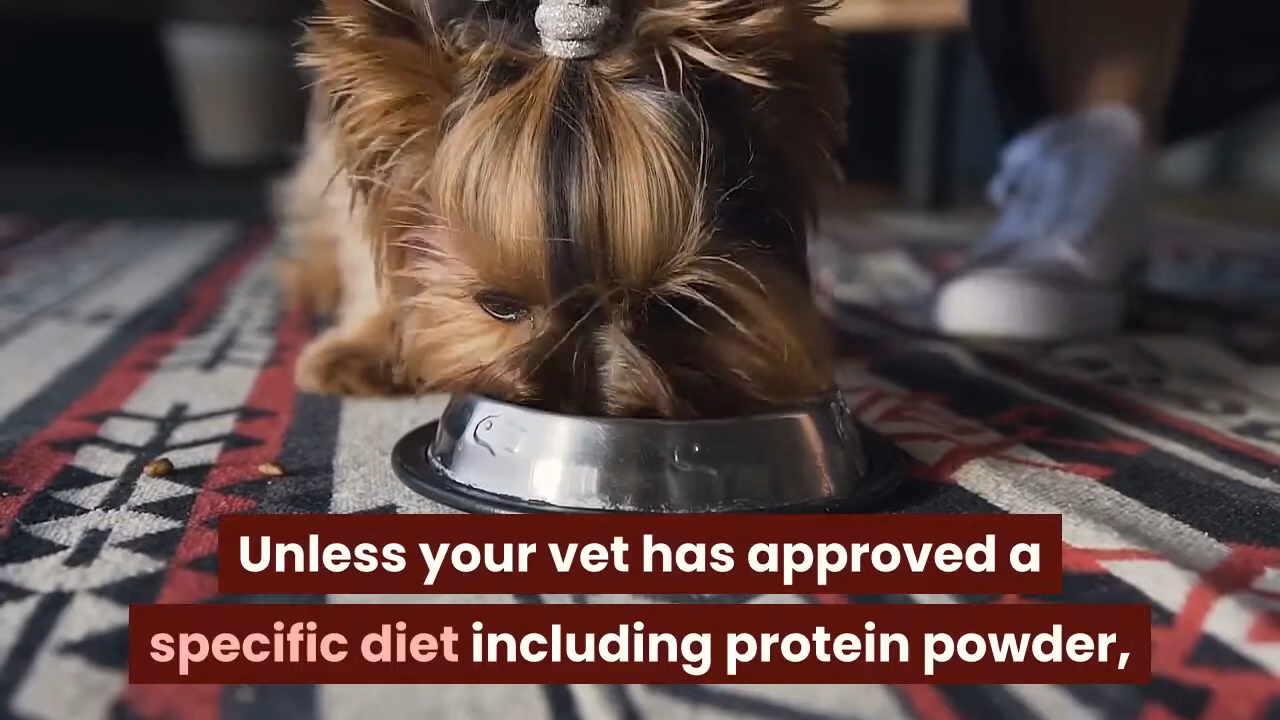 Unless your vet has approved a
specific diet including protein powder,